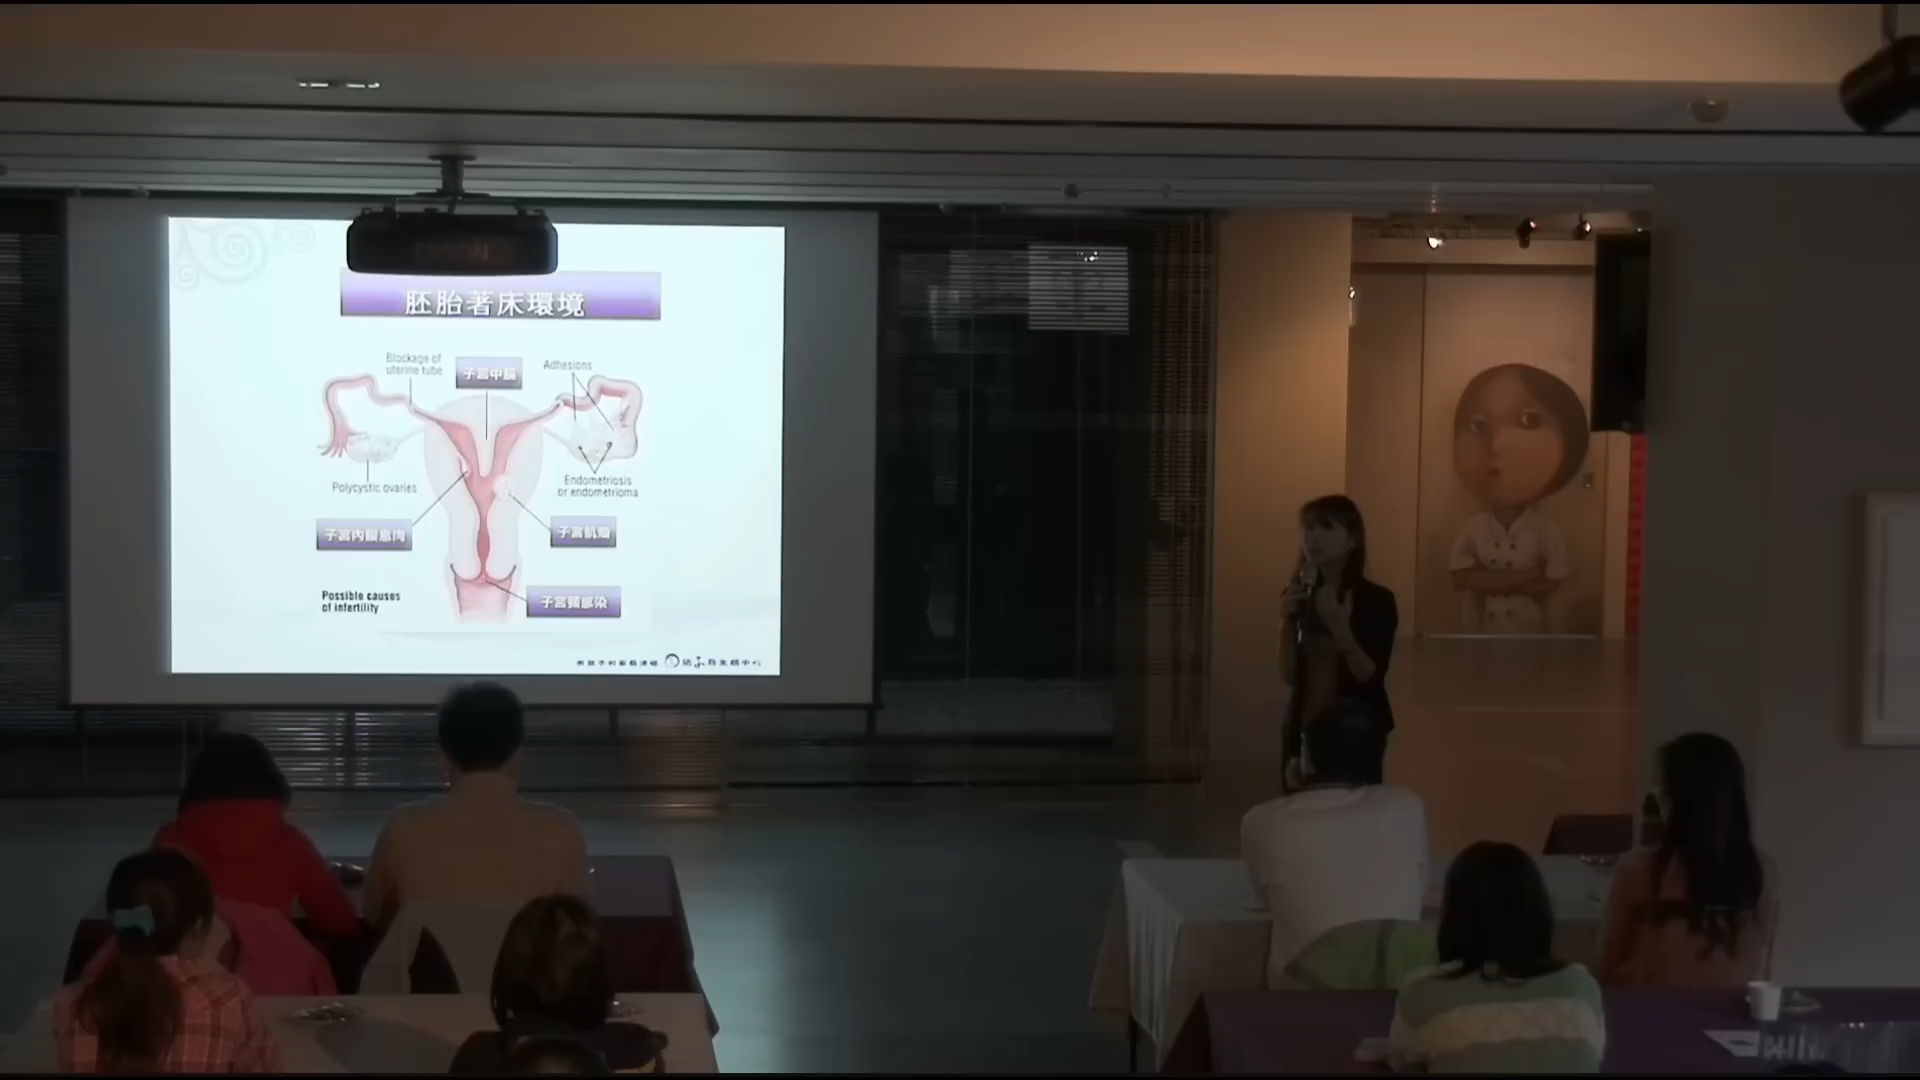 胚胎著床環境
Blockage of
uterine tube
子宮中膈
Adhesions
Polycystic ovaries
Endometriosis
or endometrioma
子宮內膜息肉
子宮肌瘤
子宮頸感染
Possible causes
of infertility